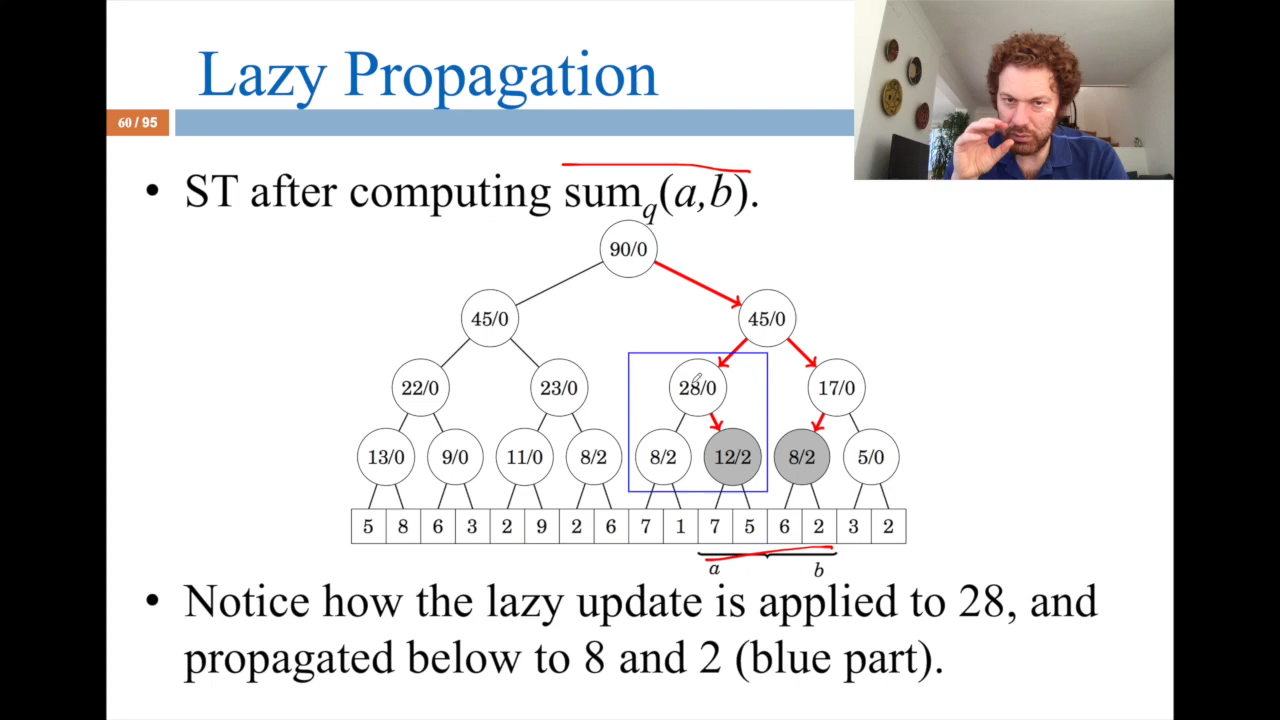 Lazy Propagation
60 / 95
• ST after computing sum_q(a,b).
90/0
45/0 45/0
22/0 23/0 28/0 17/0
13/0 9/0 11/0 8/2 8/2 12/2 8/2 5/0
5 8 6 3 2 9 2 6 7 1 7 5 6 2 3 2
a b
• Notice how the lazy update is applied to 28, and
propagated below to 8 and 2 (blue part).